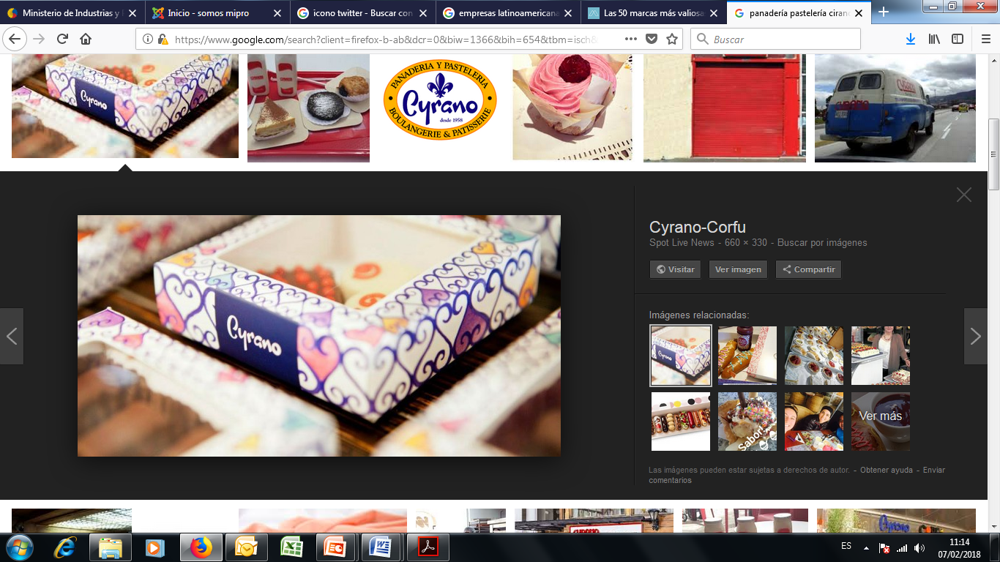 Ministerio de Industrias y
Inicio - somos mipro
icono twitter - Buscar con
empresas latinoamericana
Las 50 marcas más valiosa
panadería pastelería ciran
https://www.google.com/search?client=firefox-b-ab&dcr=0&biw=1366&bih=654&tbm=isch
Buscar
Cyrano
PANADERIA Y PASTELERIA
Cyrano
desde 1958
BOULANGERIE & PATISSERIE
Cyrano
Cyrano-Corfu
Spot Live News - 660 × 330 - Buscar por imágenes
Visitar
Ver imagen
Compartir
Imágenes relacionadas:
Sabor
Ver más
Las imágenes pueden estar sujetas a derechos de autor. - Obtener ayuda - Enviar
comentarios
Cyrano
ES
11:14
07/02/2018